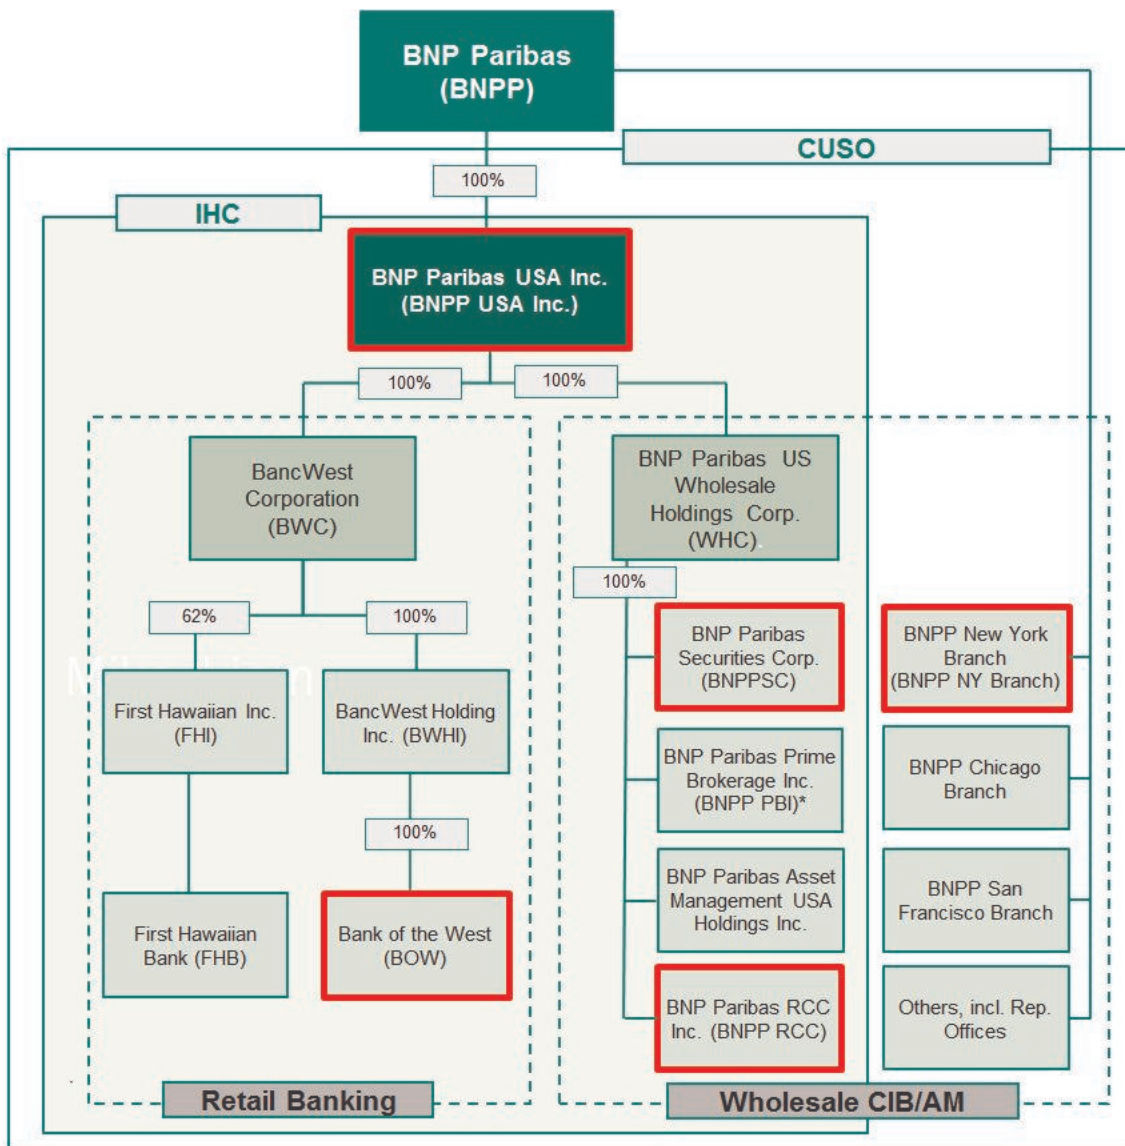 BNP Paribas
(BNPP)
CUSO
100%
IHC
BNP Paribas USA Inc.
(BNPP USA Inc.)
100%
100%
BancWest
Corporation
(BWC)
BNP Paribas US
Wholesale
Holdings Corp.
(WHC).
100%
62%
100%
First Hawaiian Inc.
(FHI)
BancWest Holding
Inc. (BWHI)
100%
First Hawaiian
Bank (FHB)
Bank of the West
(BOW)
BNP Paribas
Securities Corp.
(BNPPSC)
BNP Paribas Prime
Brokerage Inc.
(BNPP PBI)*
BNP Paribas Asset
Management USA
Holdings Inc.
BNP Paribas RCC
Inc. (BNPP RCC)
BNPP New York
Branch
(BNPP NY Branch)
BNPP Chicago
Branch
BNPP San
Francisco Branch
Others, incl. Rep.
Offices
Retail Banking
Wholesale CIB/AM